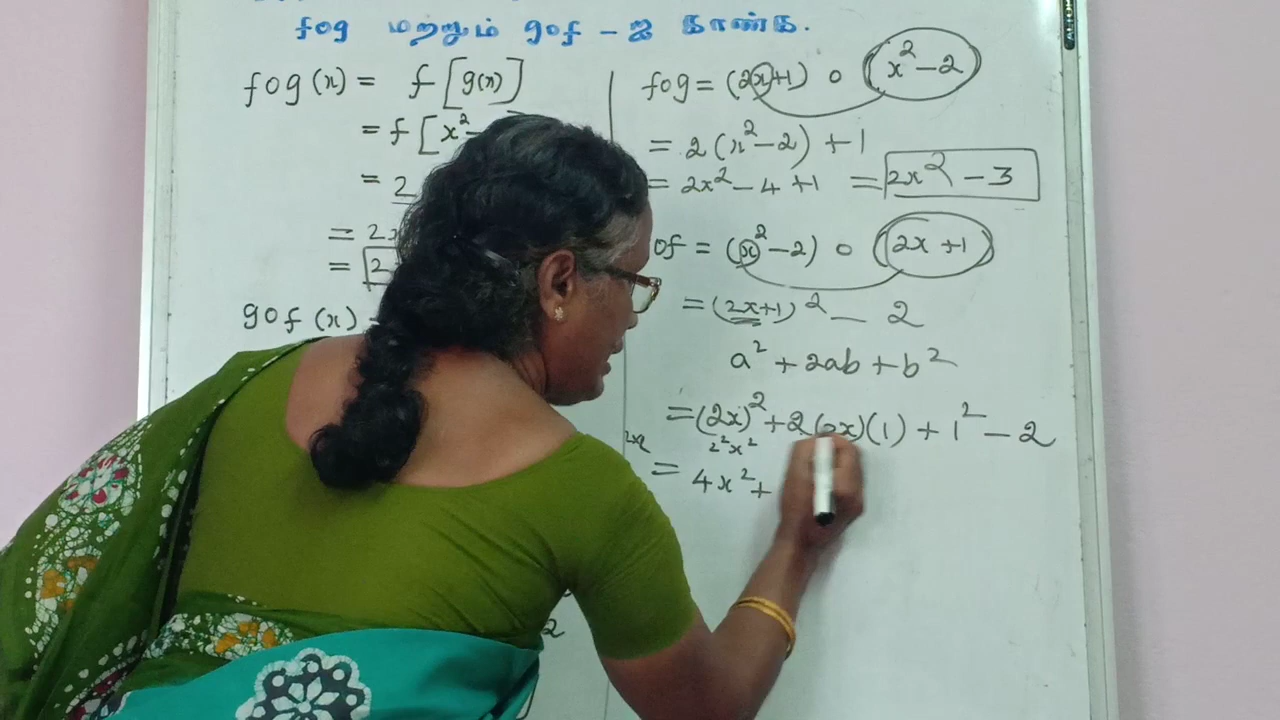 fog மற்றும் gof - ஐ காண்க.
fog (x) = f [g(x)]
= f [x²
= 2
= 2x
= 2
gof (x)
fog = (2x+1) o (x² - 2)
= 2(x² - 2) + 1
= 2x² - 4 + 1 = 2x² - 3
of = (x² - 2) o (2x + 1)
= (2x+1)² - 2
a² + 2ab + b²
= (2x)² + 2(2x)(1) + 1² - 2
2²x²
= 4x² +
2